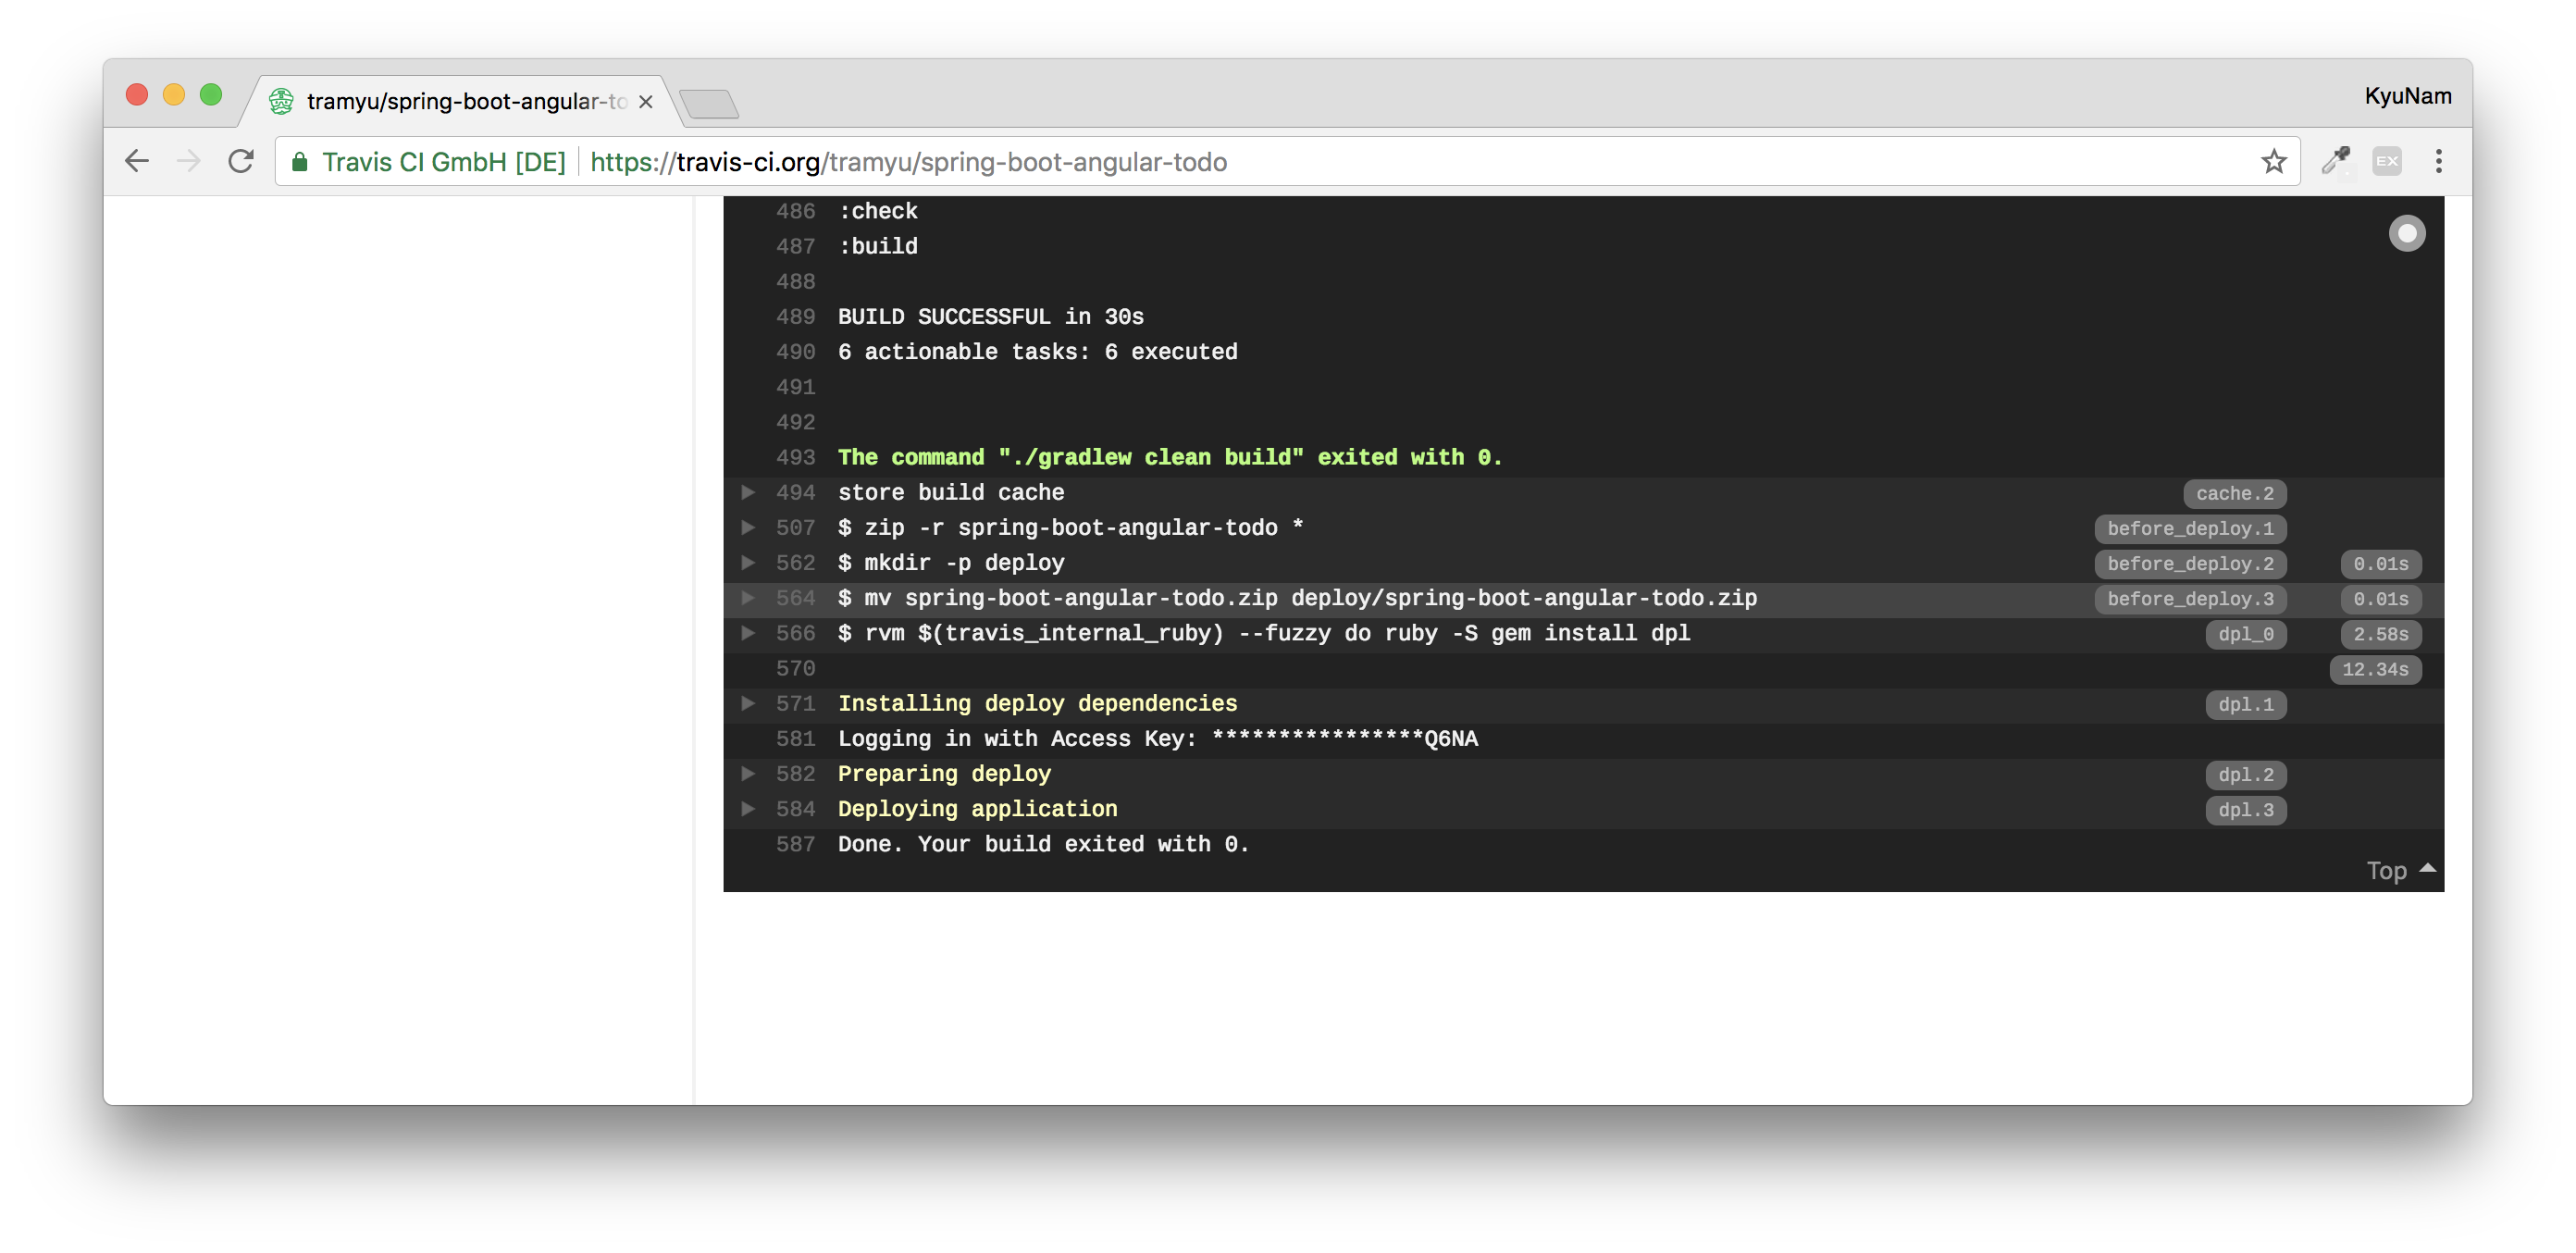 tramyu/spring-boot-angular-to
KyuNam
Travis CI GmbH [DE] https://travis-ci.org/tramyu/spring-boot-angular-todo
EX
486 :check
487 :build
488
489 BUILD SUCCESSFUL in 30s
490 6 actionable tasks: 6 executed
491
492
493 The command "./gradlew clean build" exited with 0.
494 store build cache cache.2
507 $ zip -r spring-boot-angular-todo * before_deploy.1
562 $ mkdir -p deploy before_deploy.2 0.01s
564 $ mv spring-boot-angular-todo.zip deploy/spring-boot-angular-todo.zip before_deploy.3 0.01s
566 $ rvm $(travis_internal_ruby) --fuzzy do ruby -S gem install dpl dpl_0 2.58s
570 12.34s
571 Installing deploy dependencies dpl.1
581 Logging in with Access Key: ****************Q6NA
582 Preparing deploy dpl.2
584 Deploying application dpl.3
587 Done. Your build exited with 0.
Top